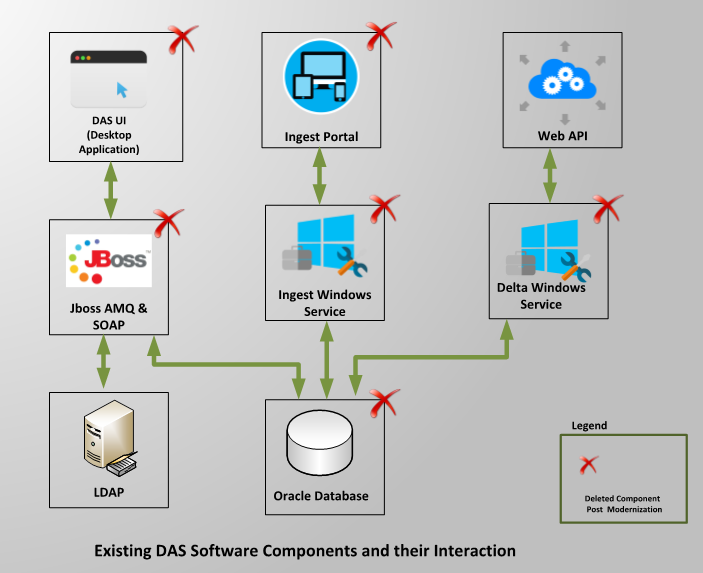 DAS UI
(Desktop
Application)
Ingest Portal
Web API
JBoss™
Jboss AMQ &
SOAP
Ingest Windows
Service
Delta Windows
Service
LDAP
Oracle Database
Legend
Deleted Component
Post Modernization
Existing DAS Software Components and their Interaction